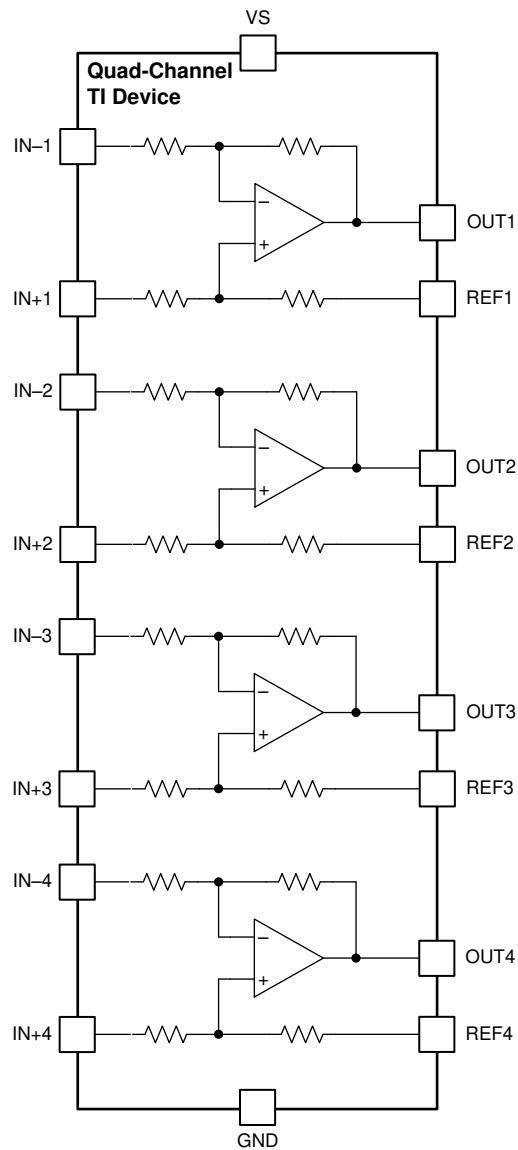 VS
Quad-Channel
TI Device
IN–1
−
+
OUT1
IN+1
REF1
IN–2
−
+
OUT2
IN+2
REF2
IN–3
−
+
OUT3
IN+3
REF3
IN–4
−
+
OUT4
IN+4
REF4
GND